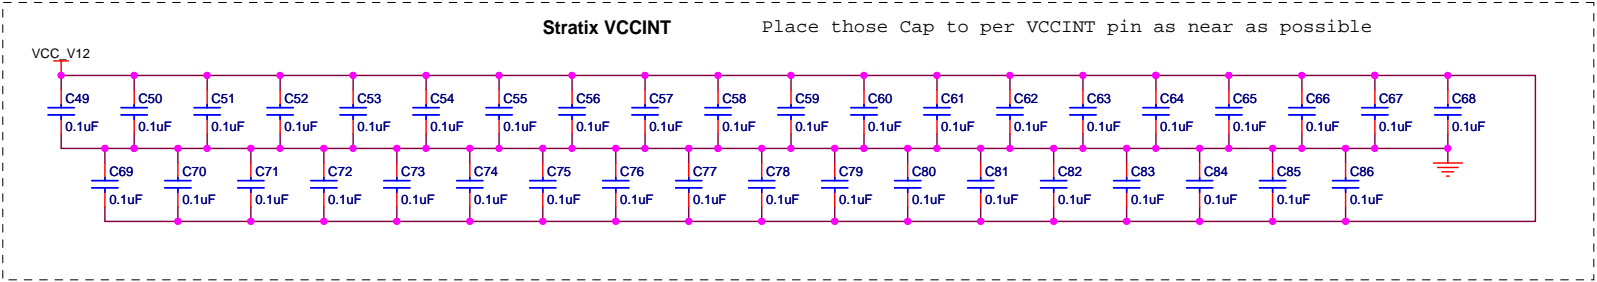 Stratix VCCINT Place those Cap to per VCCINT pin as near as possible
VCC_V12
C49 C50 C51 C52 C53 C54 C55 C56 C57 C58 C59 C60 C61 C62 C63 C64 C65 C66 C67 C68
0.1uF 0.1uF 0.1uF 0.1uF 0.1uF 0.1uF 0.1uF 0.1uF 0.1uF 0.1uF 0.1uF 0.1uF 0.1uF 0.1uF 0.1uF 0.1uF 0.1uF 0.1uF 0.1uF 0.1uF
C69 C70 C71 C72 C73 C74 C75 C76 C77 C78 C79 C80 C81 C82 C83 C84 C85 C86
0.1uF 0.1uF 0.1uF 0.1uF 0.1uF 0.1uF 0.1uF 0.1uF 0.1uF 0.1uF 0.1uF 0.1uF 0.1uF 0.1uF 0.1uF 0.1uF 0.1uF 0.1uF